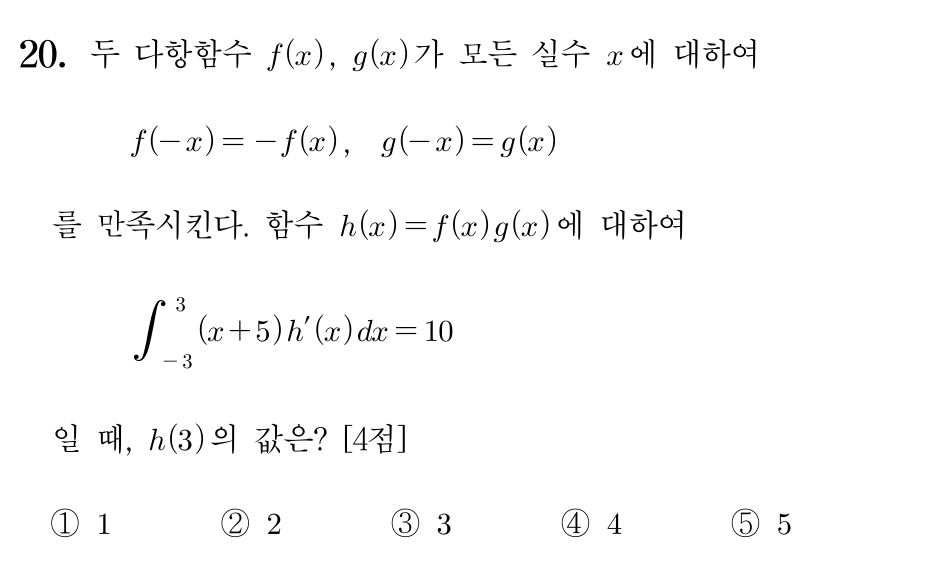 20. 두 다항함수 f(x), g(x)가 모든 실수 x에 대하여
f(-x)=-f(x), g(-x)=g(x)
를 만족시킨다. 함수 h(x)=f(x)g(x)에 대하여
∫_{-3}^{3} (x+5)h′(x)dx=10
일 때, h(3)의 값은? [4점]
① 1 ② 2 ③ 3 ④ 4 ⑤ 5